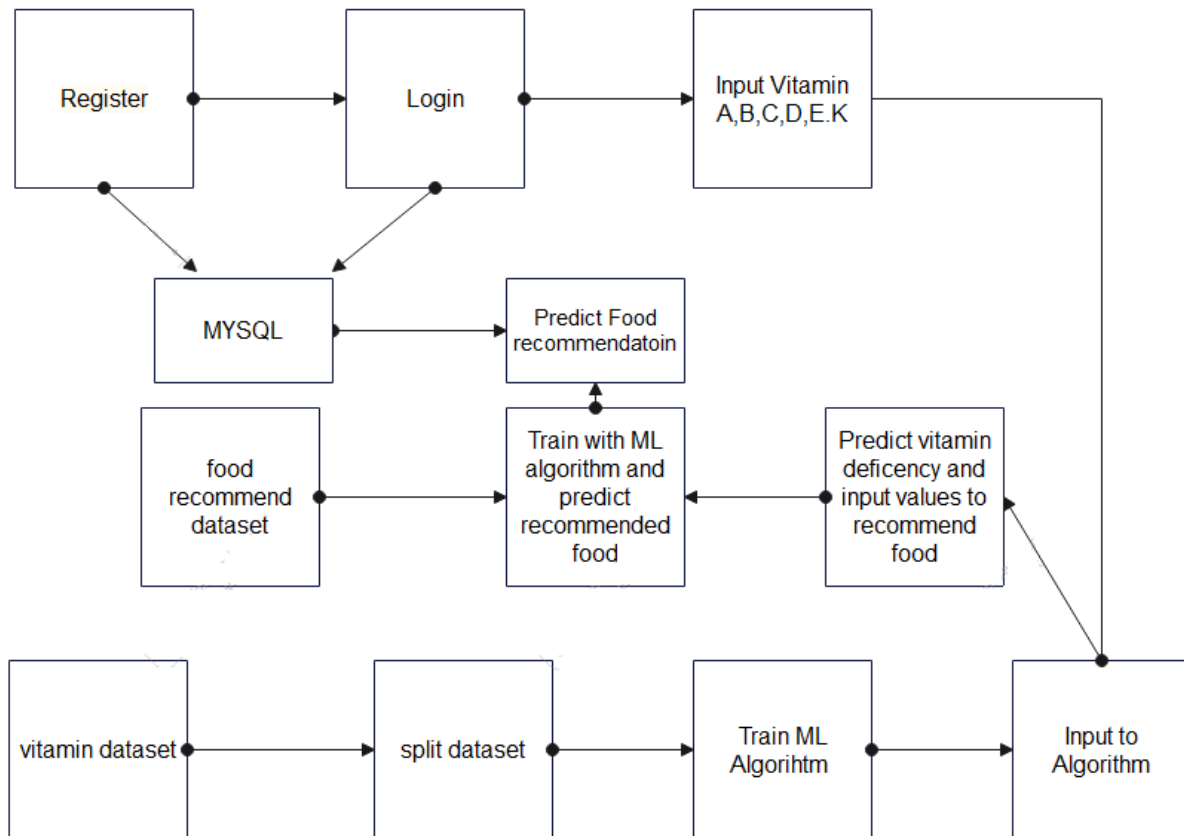 Register
Login
Input Vitamin
A,B,C,D,E.K
MYSQL
Predict Food
recommendatoin
food
recommend
dataset
Train with ML
algorithm and
predict
recommended
food
Predict vitamin
deficency and
input values to
recommend
food
vitamin dataset
split dataset
Train ML
Algorihtm
Input to
Algorithm